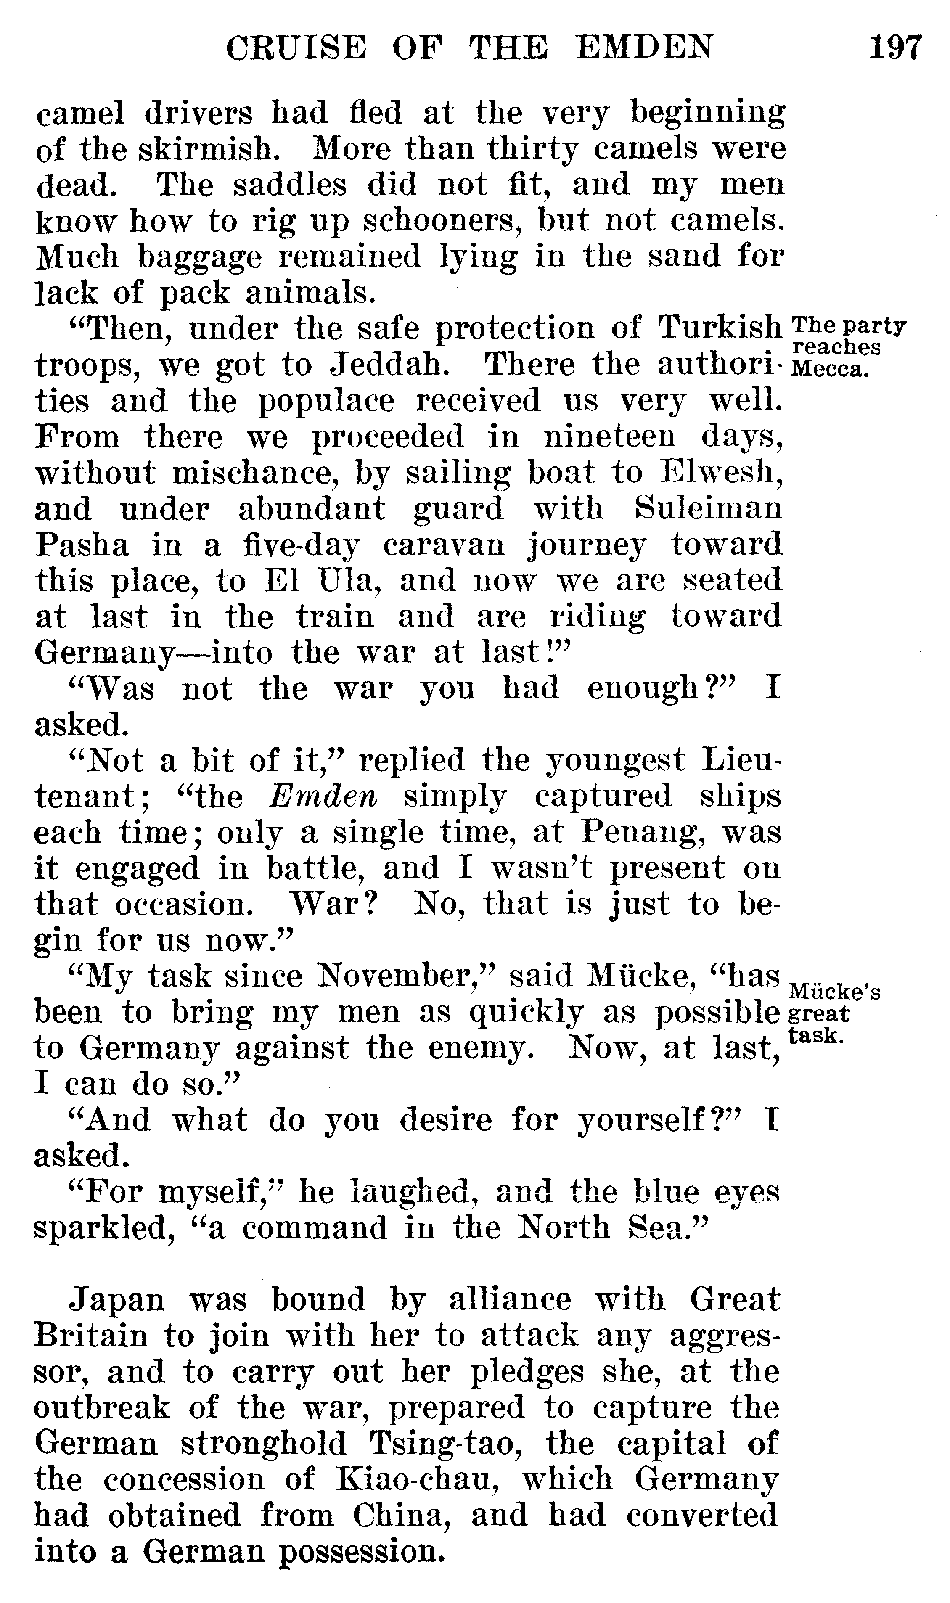 CRUISE OF THE EMDEN 197
camel drivers had fled at the very beginning
of the skirmish. More than thirty camels were
dead. The saddles did not fit, and my men
know how to rig up schooners, but not camels.
Much baggage remained lying in the sand for
lack of pack animals.
“Then, under the safe protection of Turkish
troops, we got to Jeddah. There the authori-
ties and the populace received us very well.
From there we proceeded in nineteen days,
without mischance, by sailing boat to Elwesh,
and under abundant guard with Suleiman
Pasha in a five-day caravan journey toward
this place, to El Ula, and now we are seated
at last in the train and are riding toward
Germany—into the war at last!”
The party
reaches
Mecca.
“Was not the war you had enough?” I
asked.
“Not a bit of it,” replied the youngest Lieu-
tenant; “the Emden simply captured ships
each time; only a single time, at Penang, was
it engaged in battle, and I wasn’t present on
that occasion. War? No, that is just to be-
gin for us now.”
“My task since November,” said Mücke, “has
been to bring my men as quickly as possible
to Germany against the enemy. Now, at last,
I can do so.”
Mücke’s
great
task.
“And what do you desire for yourself?” I
asked.
“For myself,” he laughed, and the blue eyes
sparkled, “a command in the North Sea.”
Japan was bound by alliance with Great
Britain to join with her to attack any aggres-
sor, and to carry out her pledges she, at the
outbreak of the war, prepared to capture the
German stronghold Tsing-tao, the capital of
the concession of Kiao-chau, which Germany
had obtained from China, and had converted
into a German possession.